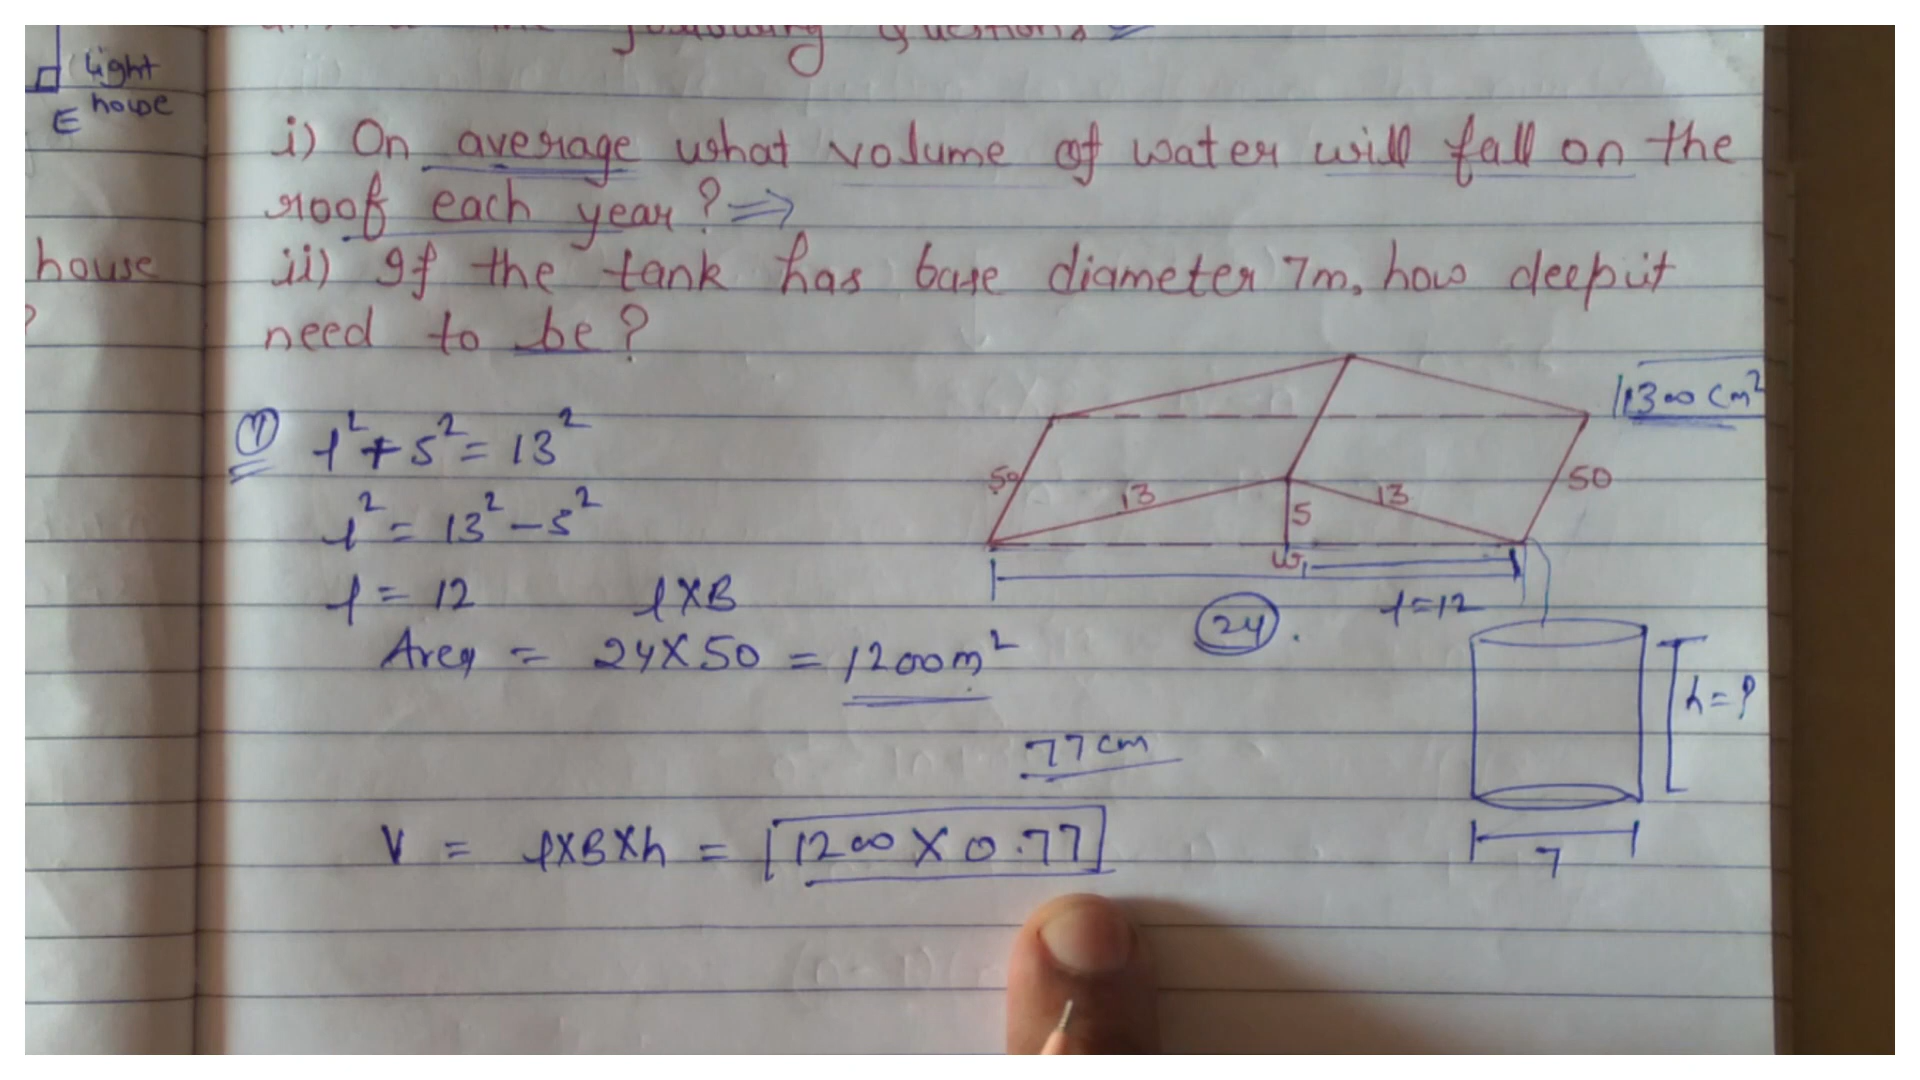 following questions
light
house
E
i) On average what volume of water will fall on the
roof each year? ⇒
house
ii) If the tank has base diameter 7m, how deep it
need to be?
?
1300 cm²
① l² + 5² = 13²
50 13 5 13 50
l² = 13² - 5²
w
l = 12 l×B
l=12
24.
Area = 24×50 = 1200m²
h=?
77cm
V = l×B×h = 1200 × 0.77
7